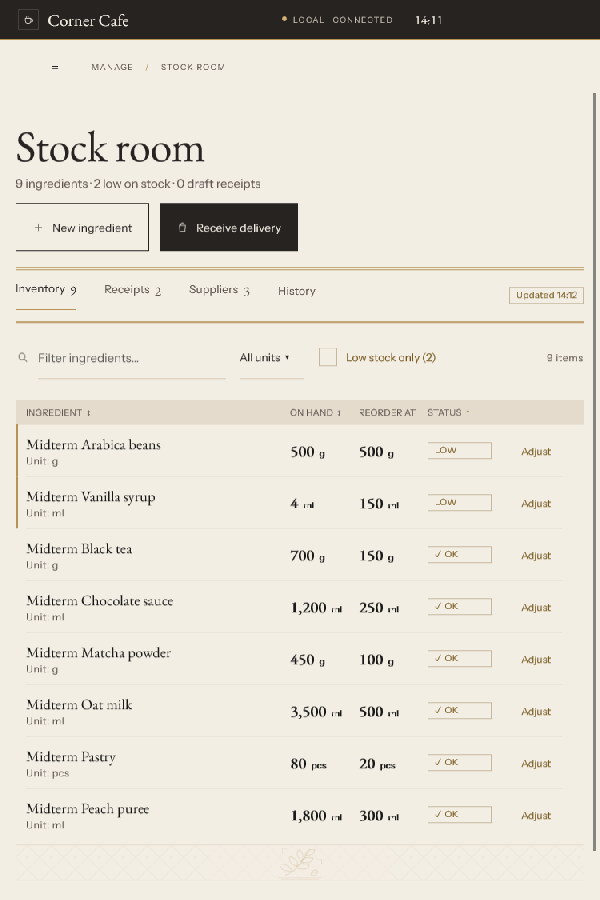 Corner Cafe
LOCAL CONNECTED 14:11
MANAGE / STOCK ROOM
Stock room
9 ingredients · 2 low on stock · 0 draft receipts
+ New ingredient
Receive delivery
Inventory 9 Receipts 2 Suppliers 3 History
Updated 14:12
Filter ingredients... All units Low stock only (2) 9 items
INGREDIENT ON HAND REORDER AT STATUS
Midterm Arabica beans 500 g 500 g LOW Adjust
Unit: g
Midterm Vanilla syrup 4 ml 150 ml LOW Adjust
Unit: ml
Midterm Black tea 700 g 150 g ✓ OK Adjust
Unit: g
Midterm Chocolate sauce 1,200 ml 250 ml ✓ OK Adjust
Unit: ml
Midterm Matcha powder 450 g 100 g ✓ OK Adjust
Unit: g
Midterm Oat milk 3,500 ml 500 ml ✓ OK Adjust
Unit: ml
Midterm Pastry 80 pcs 20 pcs ✓ OK Adjust
Unit: pcs
Midterm Peach puree 1,800 ml 300 ml ✓ OK Adjust
Unit: ml